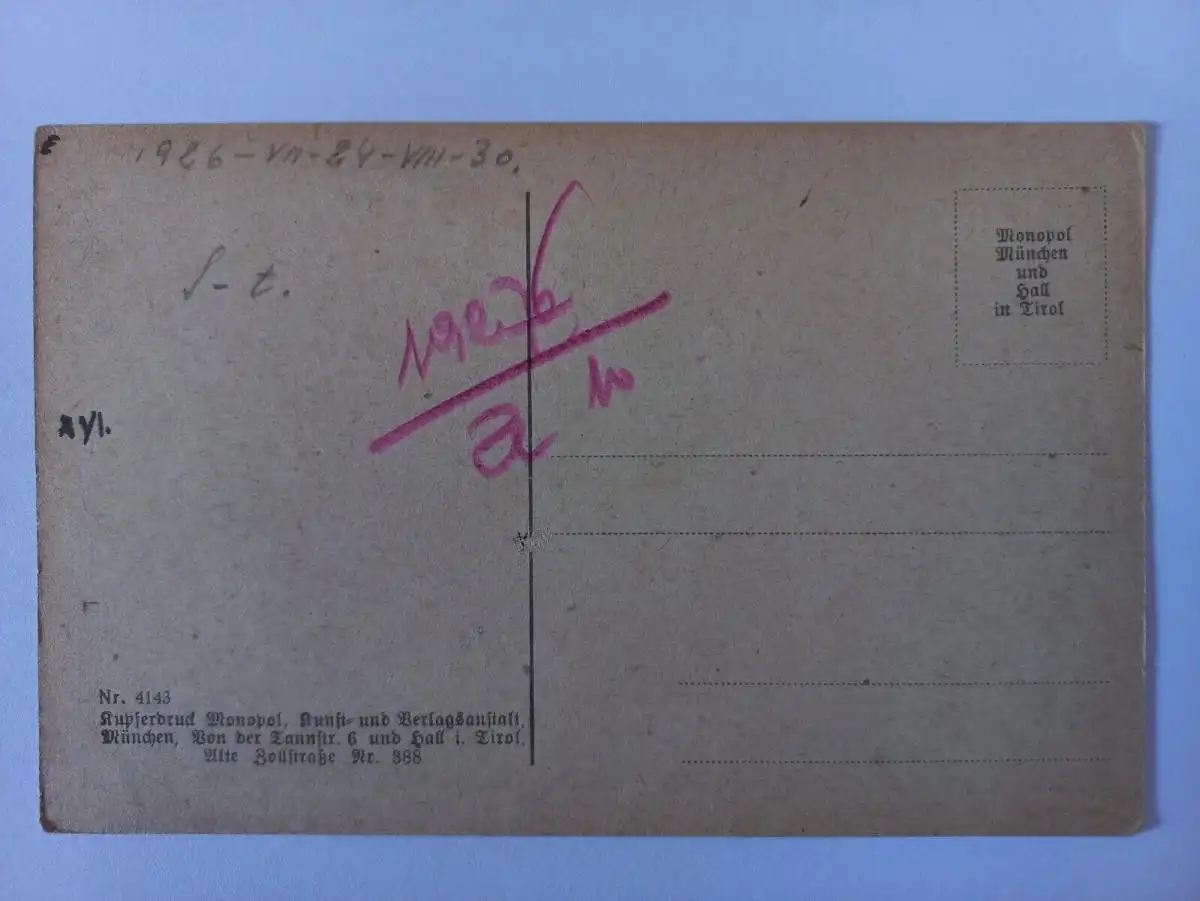 1926-VII-24-VIII-30.
S-t.
Monopol
München
und
Hall
in Tirol
a
Nr. 4143
Kupferdruck Monopol, Kunst- und Verlagsanstalt,
München, Von der Tannstr. 6 und Hall i. Tirol,
Alte Zollstraße Nr. 388